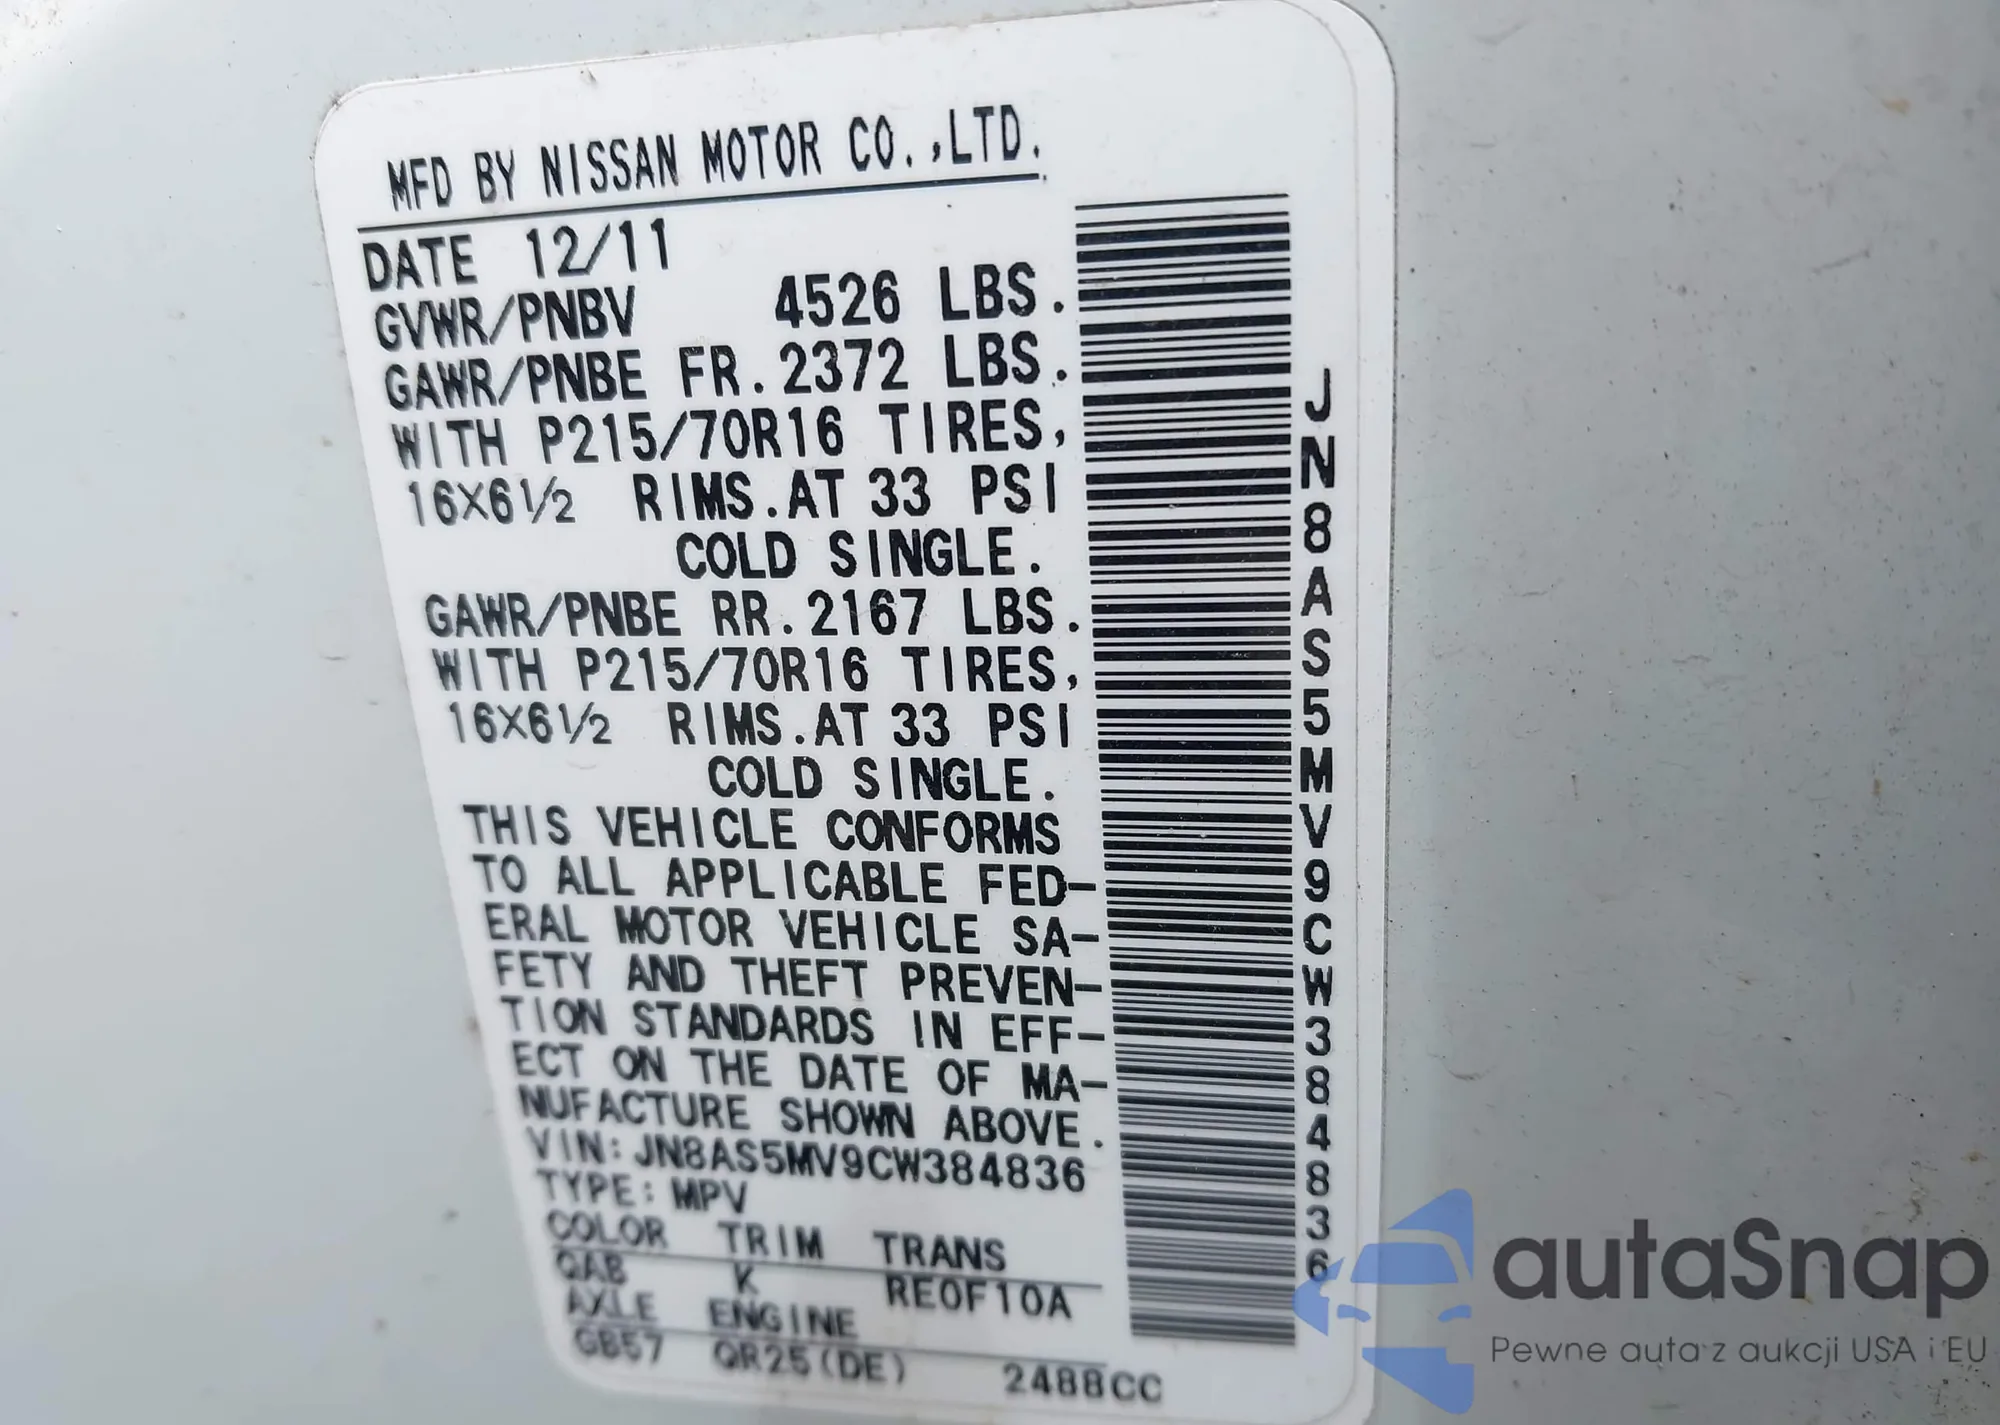 MFD BY NISSAN MOTOR CO.,LTD.
DATE 12/11
GVWR/PNBV 4526 LBS.
GAWR/PNBE FR.2372 LBS.
WITH P215/70R16 TIRES,
16X6½ RIMS.AT 33 PSI
COLD SINGLE.
GAWR/PNBE RR.2167 LBS.
WITH P215/70R16 TIRES,
16X6½ RIMS.AT 33 PSI
COLD SINGLE.
THIS VEHICLE CONFORMS
TO ALL APPLICABLE FED-
ERAL MOTOR VEHICLE SA-
FETY AND THEFT PREVEN-
TION STANDARDS IN EFF-
ECT ON THE DATE OF MA-
NUFACTURE SHOWN ABOVE.
VIN:JN8AS5MV9CW384836
TYPE:MPV
COLOR TRIM TRANS
QAB K RE0F10A
AXLE ENGINE
GB57 QR25(DE) 2488CC
JN8AS5MV9CW384836
autaSnap
Pewne auta z aukcji USA i EU